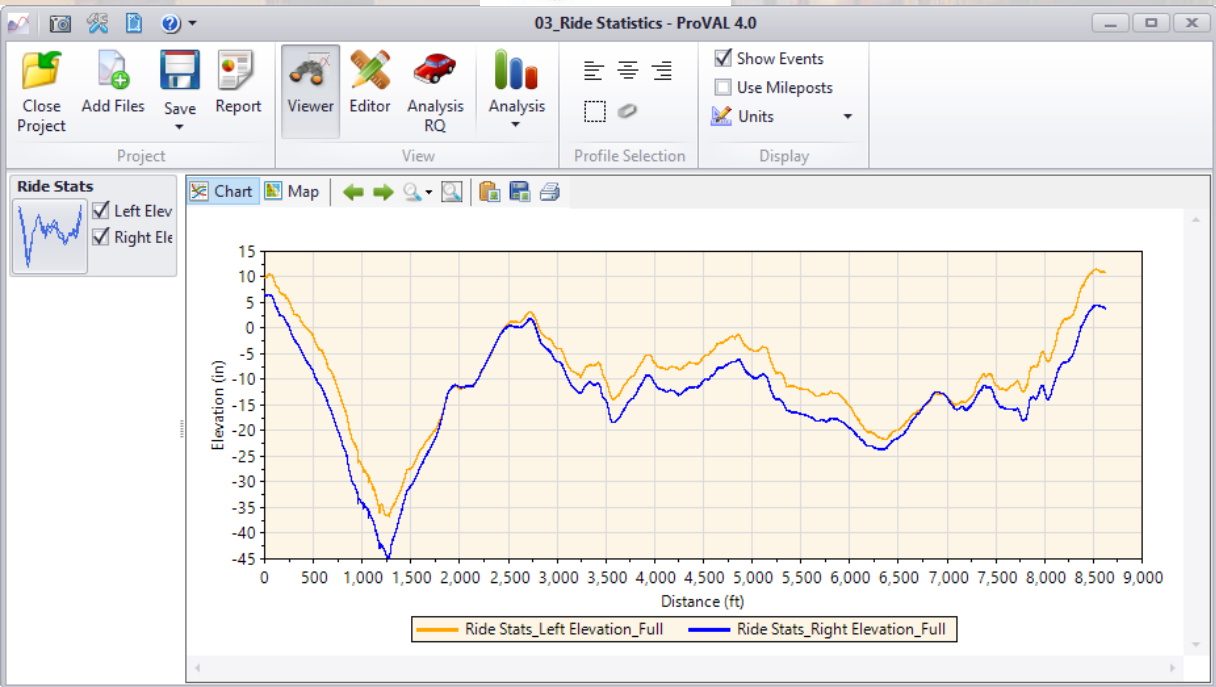 03_Ride Statistics - ProVAL 4.0
Close Project
Add Files
Save
Report
Viewer
Editor
Analysis RQ
Analysis
Show Events
Use Mileposts
Units
Project
View
Profile Selection
Display
Ride Stats
Left Elev
Right Ele
Chart
Map
15
10
5
0
-5
-10
-15
-20
-25
-30
-35
-40
-45
Elevation (in)
0 500 1,000 1,500 2,000 2,500 3,000 3,500 4,000 4,500 5,000 5,500 6,000 6,500 7,000 7,500 8,000 8,500 9,000
Distance (ft)
Ride Stats_Left Elevation_Full Ride Stats_Right Elevation_Full